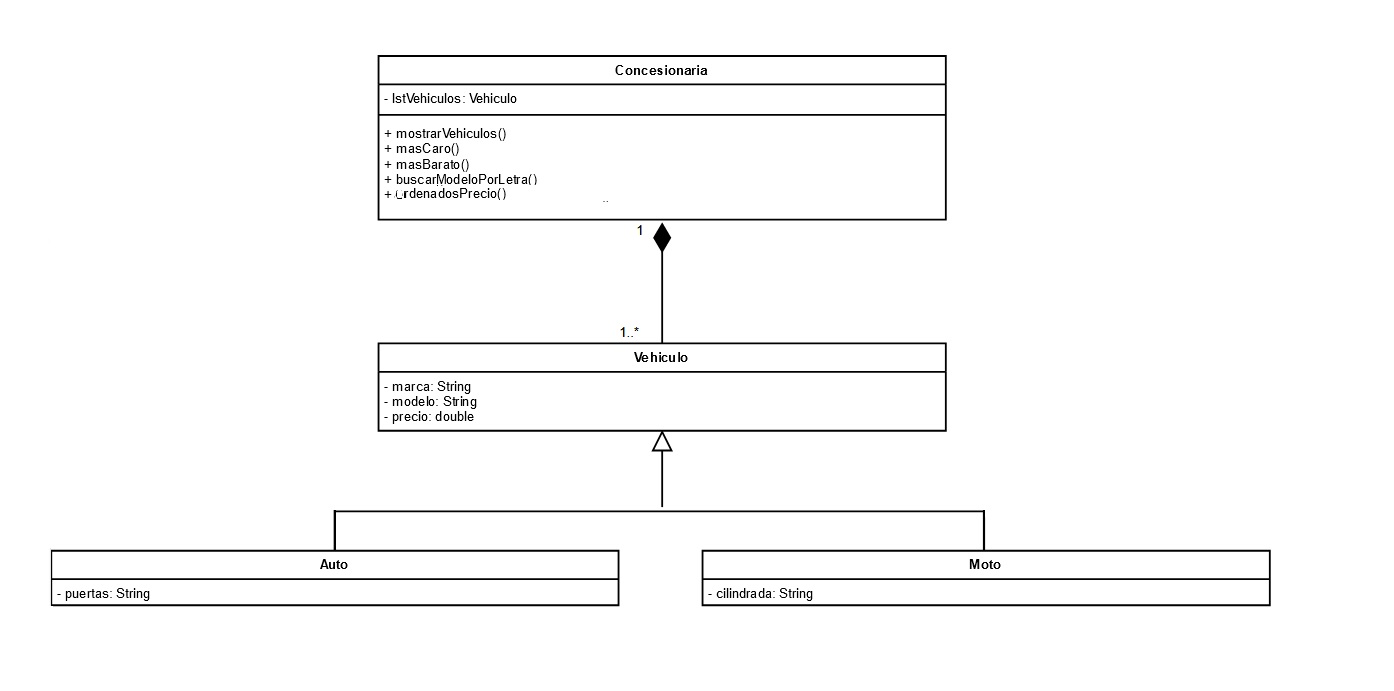 Concesionaria
- lstVehiculos: Vehiculo
+ mostrarVehiculos()
+ masCaro()
+ masBarato()
+ buscarModeloPorLetra()
+ OrdenadosPrecio()
1
1..*
Vehiculo
- marca: String
- modelo: String
- precio: double
Auto
- puertas: String
Moto
- cilindrada: String